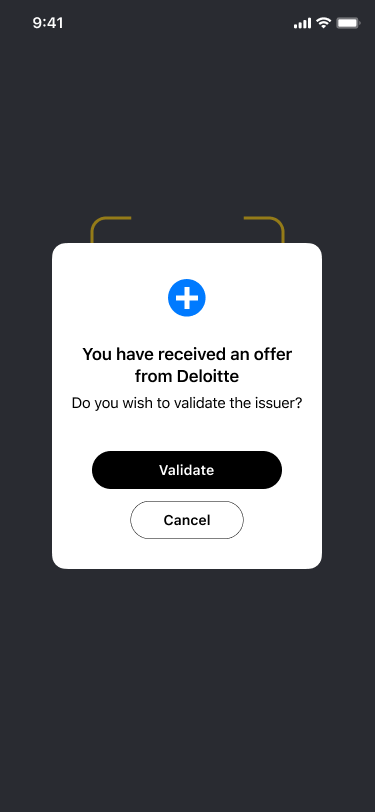 9:41
You have received an offer
from Deloitte
Do you wish to validate the issuer?
Validate
Cancel